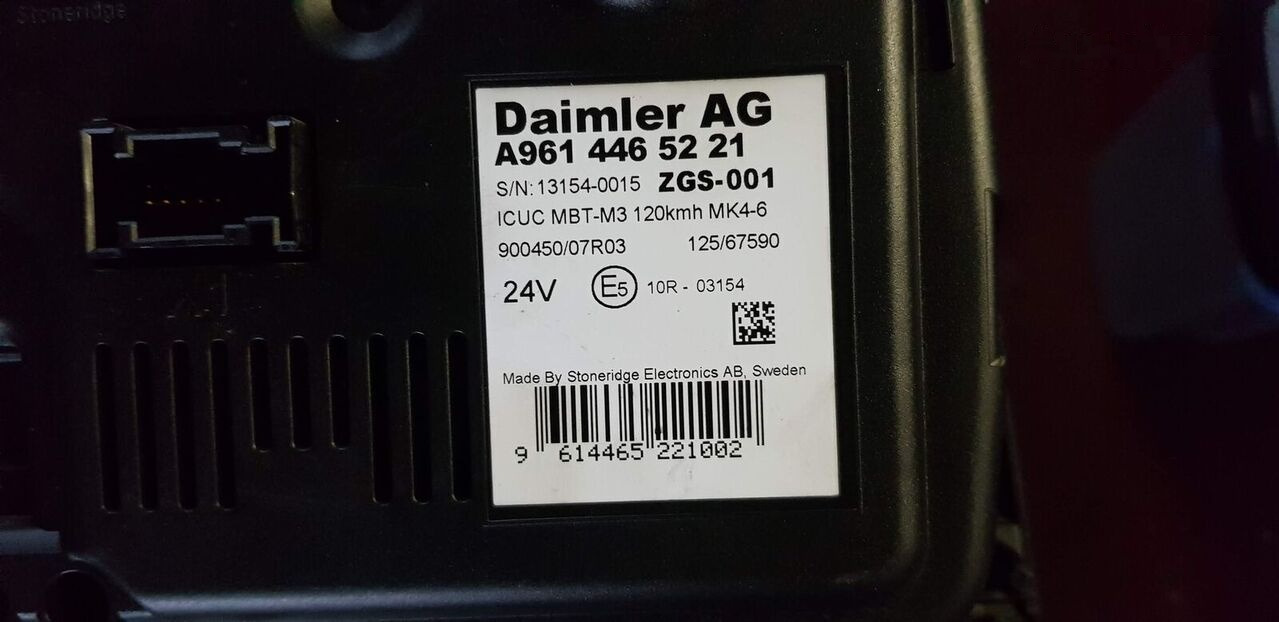 Stoneridge
Daimler AG
A961 446 52 21
S/N: 13154-0015 ZGS-001
ICUC MBT-M3 120kmh MK4-6
900450/07R03 125/67590
24V E5 10R - 03154
Made By Stoneridge Electronics AB, Sweden
9 614465 221002